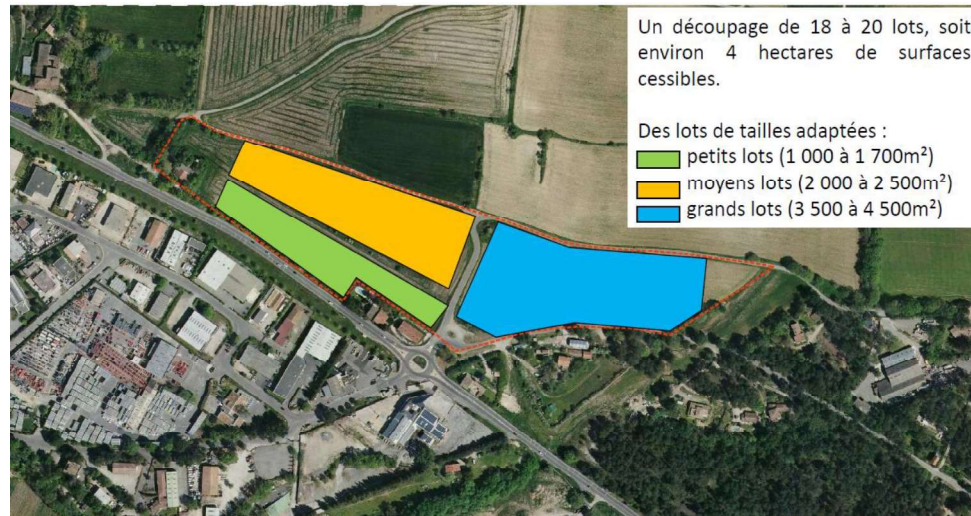 Un découpage de 18 à 20 lots, soit
environ 4 hectares de surfaces
cessibles.
Des lots de tailles adaptées :
petits lots (1 000 à 1 700m²)
moyens lots (2 000 à 2 500m²)
grands lots (3 500 à 4 500m²)